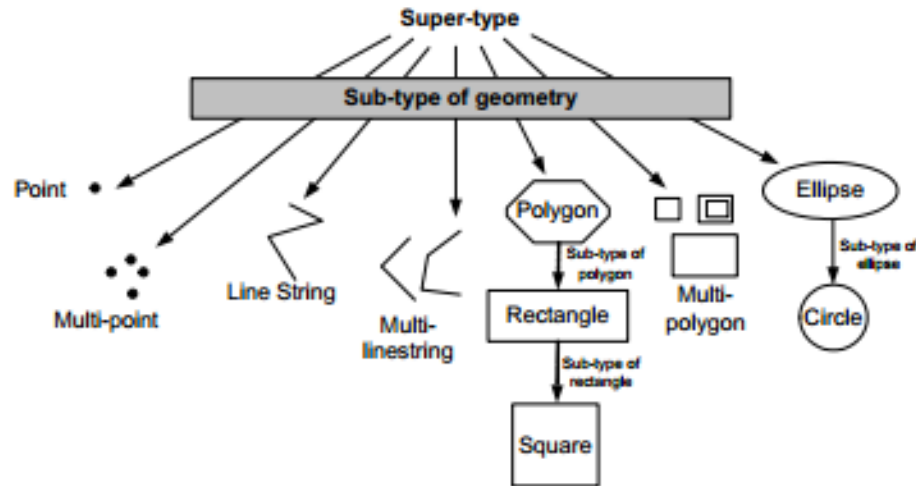 Super-type
Sub-type of geometry
Point
Multi-point
Line String
Multi-
linestring
Polygon
Sub-type of
polygon
Rectangle
Sub-type of
rectangle
Square
Multi-
polygon
Ellipse
Sub-type of
ellipse
Circle